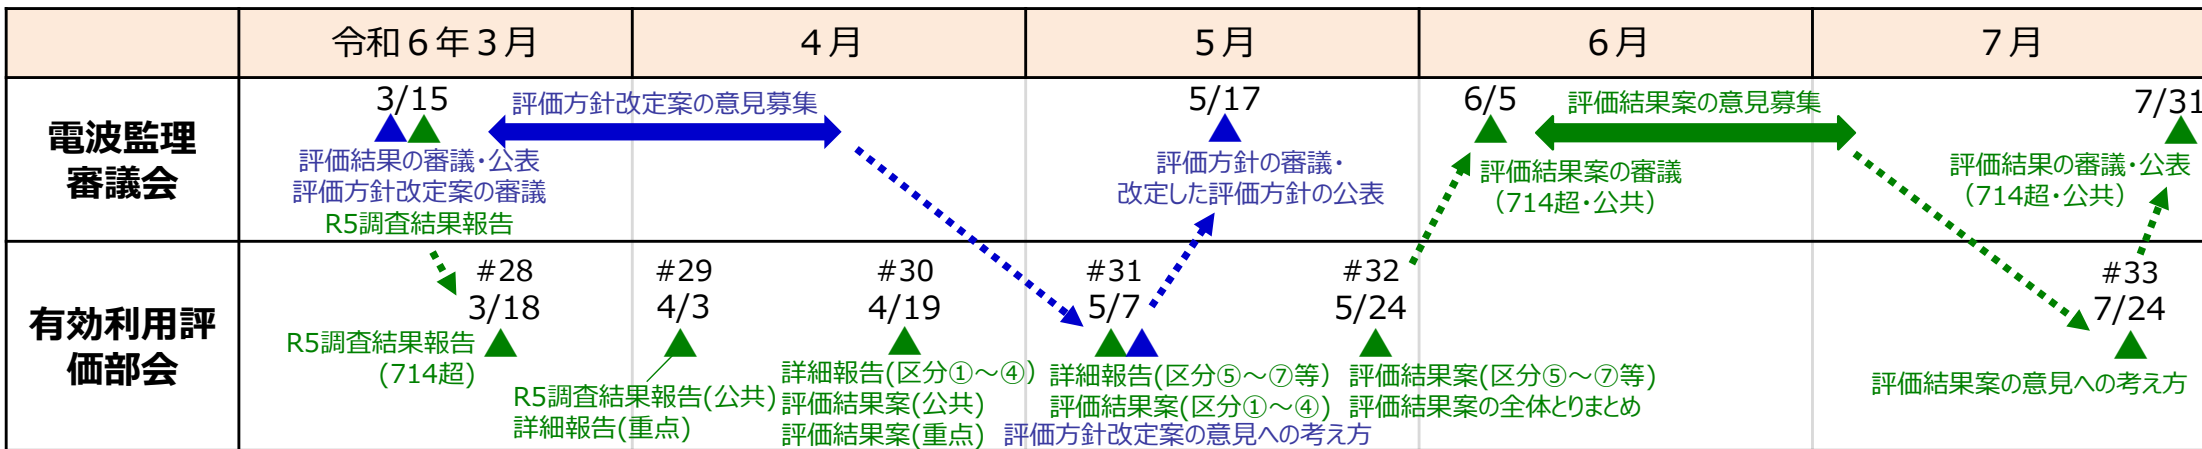 令和６年３月
４月
５月
６月
７月
電波監理
審議会
3/15
評価方針改定案の意見募集
評価結果の審議・公表
評価方針改定案の審議
R5調査結果報告
5/17
評価方針の審議・
改定した評価方針の公表
6/5
評価結果案の意見募集
評価結果案の審議
（714超・公共）
7/31
評価結果の審議・公表
（714超・公共）
有効利用評
価部会
#28
3/18
R5調査結果報告
(714超)
#29
4/3
R5調査結果報告(公共)
詳細報告(重点)
#30
4/19
詳細報告(区分①～④）
評価結果案(公共)
評価結果案(重点)
#31
5/7
詳細報告(区分⑤～⑦等)
評価結果案(区分①～④)
評価方針改定案の意見への考え方
#32
5/24
評価結果案(区分⑤～⑦等)
評価結果案の全体とりまとめ
#33
7/24
評価結果案の意見への考え方